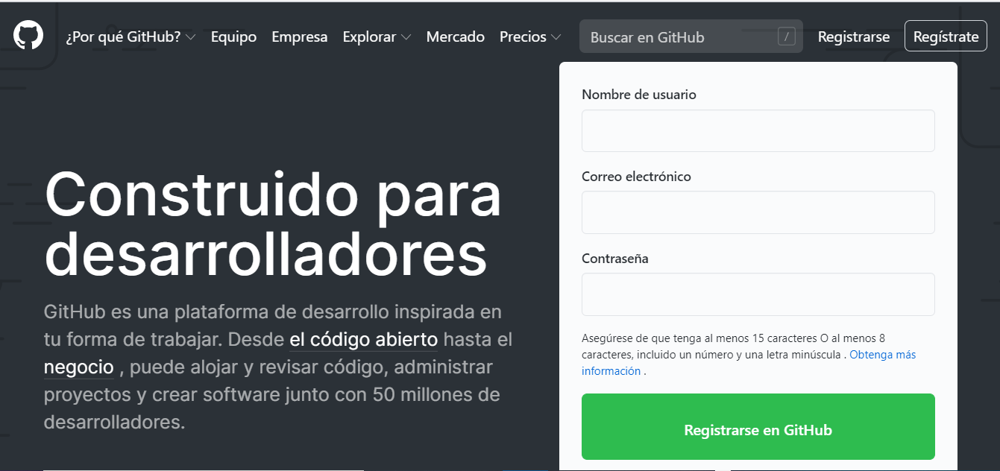 ¿Por qué GitHub? Equipo Empresa Explorar Mercado Precios Buscar en GitHub / Registrarse Regístrate
Construido para
desarrolladores
GitHub es una plataforma de desarrollo inspirada en
tu forma de trabajar. Desde el código abierto hasta el
negocio , puede alojar y revisar código, administrar
proyectos y crear software junto con 50 millones de
desarrolladores.
Nombre de usuario
Correo electrónico
Contraseña
Asegúrese de que tenga al menos 15 caracteres O al menos 8
caracteres, incluido un número y una letra minúscula . Obtenga más
información .
Registrarse en GitHub